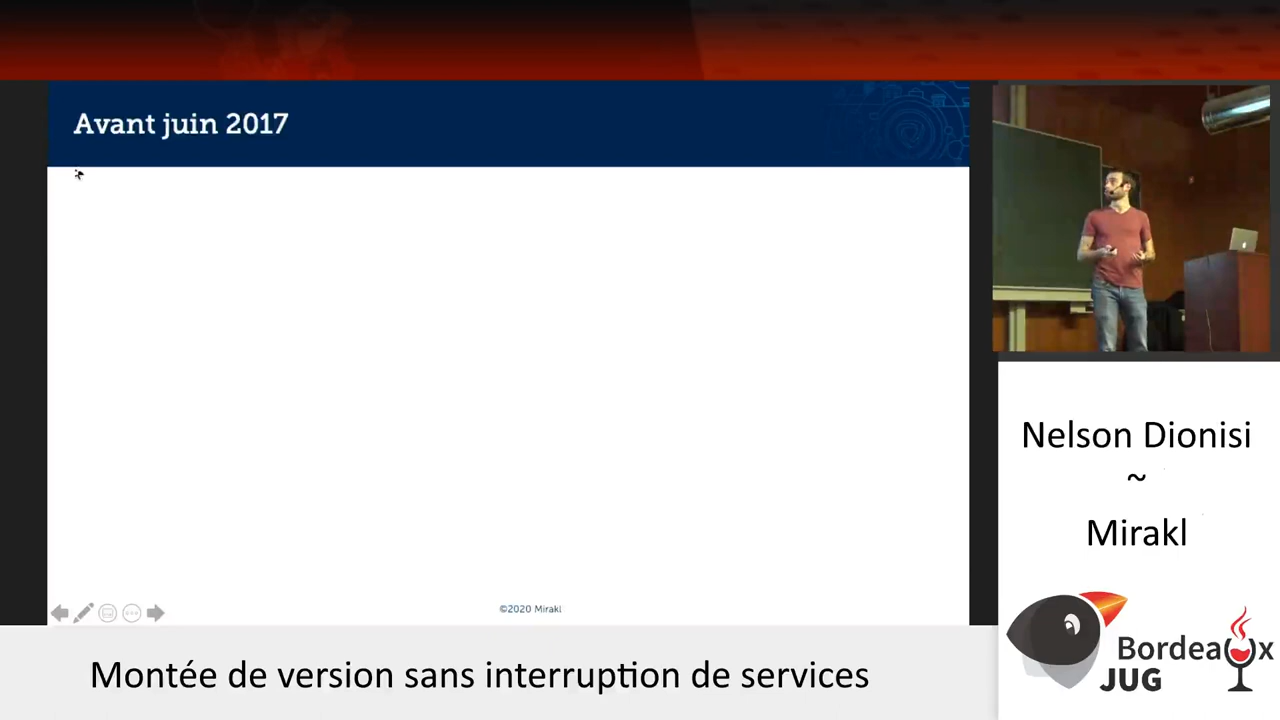 Avant juin 2017
©2020 Mirakl
Nelson Dionisi
~
Mirakl
Bordeaux
JUG
Montée de version sans interruption de services